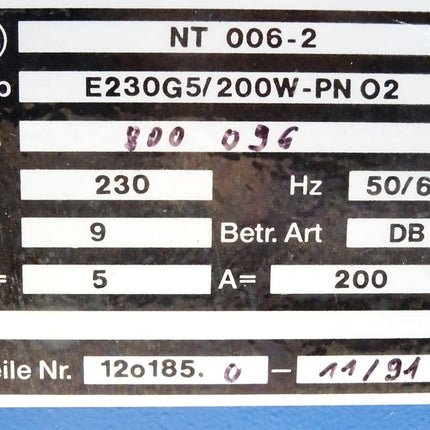 NT 006-2
E230G5/200W-PN 02
800 096
230 Hz 50/6
9 Betr. Art DB
= 5 A= 200
eile Nr. 12o185. 0 - 11/91